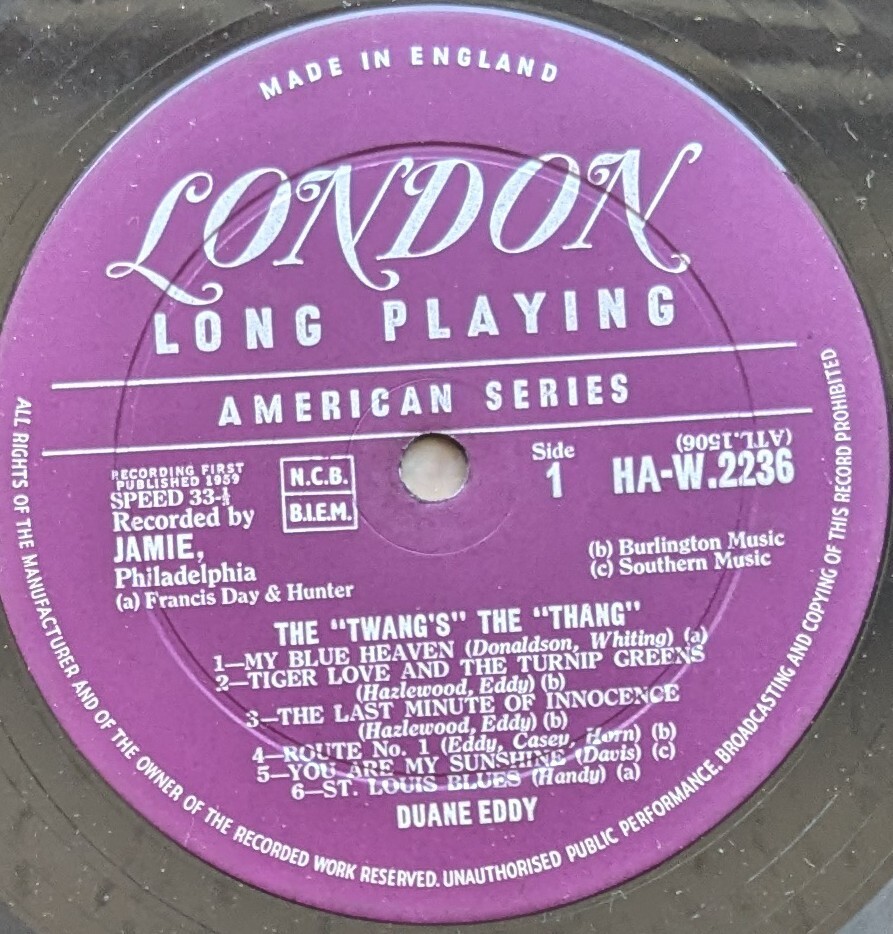 MADE IN ENGLAND
LONDON
LONG PLAYING
AMERICAN SERIES
RECORDING FIRST
PUBLISHED 1959
SPEED 33-⅓
Recorded by
JAMIE,
Philadelphia
(a) Francis Day & Hunter
N.C.B.
B.I.E.M.
Side
1
(ATL.1506)
HA-W.2236
(b) Burlington Music
(c) Southern Music
THE "TWANG'S" THE "THANG"
1—MY BLUE HEAVEN (Donaldson, Whiting) (a)
2—TIGER LOVE AND THE TURNIP GREENS
(Hazlewood, Eddy) (b)
3—THE LAST MINUTE OF INNOCENCE
(Hazlewood, Eddy) (b)
4—ROUTE No. 1 (Eddy, Casey, Horn) (b)
5—YOU ARE MY SUNSHINE (Davis) (c)
6—ST. LOUIS BLUES (Handy) (a)
DUANE EDDY
ALL RIGHTS OF THE MANUFACTURER AND OF THE OWNER OF THE RECORDED WORK RESERVED. UNAUTHORISED PUBLIC PERFORMANCE, BROADCASTING AND COPYING OF THIS RECORD PROHIBITED